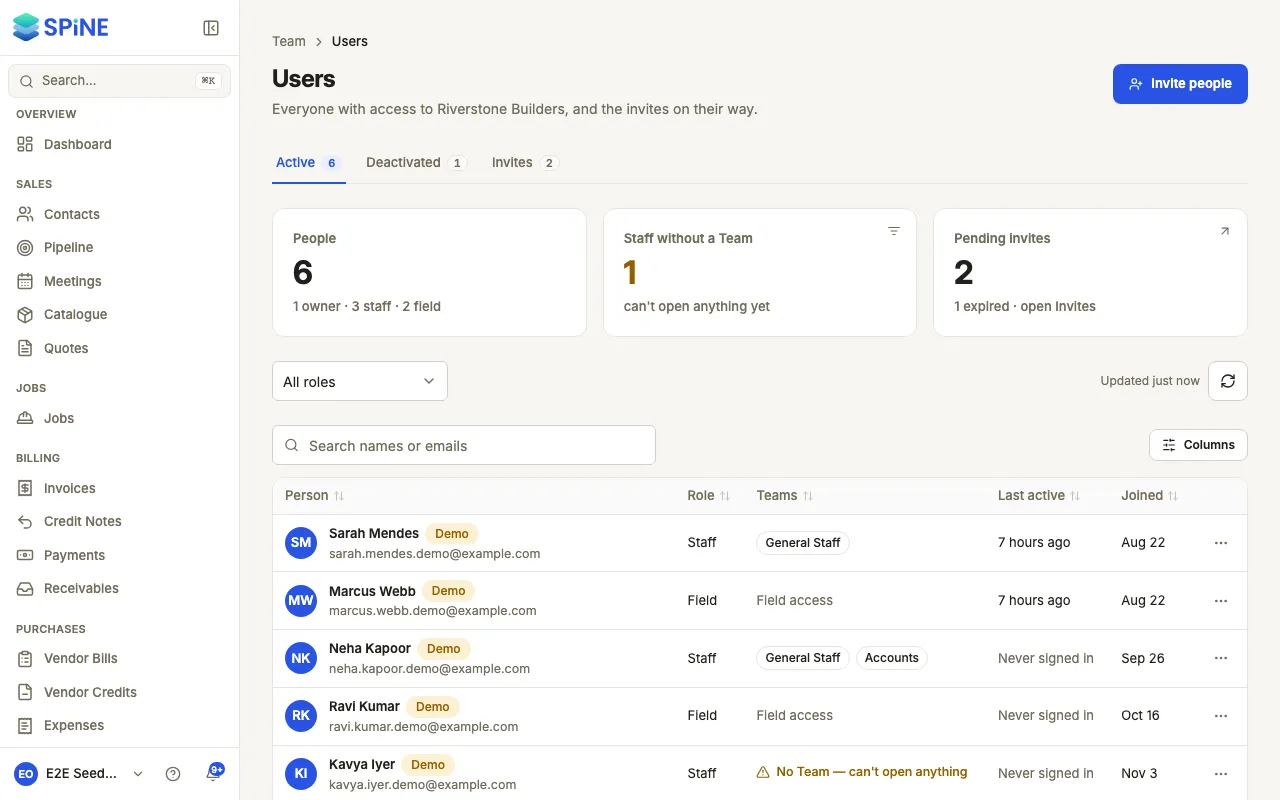 SPiNE
Search... ⌘K
OVERVIEW
Dashboard
SALES
Contacts
Pipeline
Meetings
Catalogue
Quotes
JOBS
Jobs
BILLING
Invoices
Credit Notes
Payments
Receivables
PURCHASES
Vendor Bills
Vendor Credits
Expenses
EO E2E Seed... 9+
Team > Users
Users
Everyone with access to Riverstone Builders, and the invites on their way.
Invite people
Active 6 Deactivated 1 Invites 2
People
6
1 owner · 3 staff · 2 field
Staff without a Team
1
can't open anything yet
Pending invites
2
1 expired · open Invites
All roles
Updated just now
Search names or emails
Columns
Person Role Teams Last active Joined
SM Sarah Mendes Demo Staff General Staff 7 hours ago Aug 22
sarah.mendes.demo@example.com
MW Marcus Webb Demo Field Field access 7 hours ago Aug 22
marcus.webb.demo@example.com
NK Neha Kapoor Demo Staff General Staff Accounts Never signed in Sep 26
neha.kapoor.demo@example.com
RK Ravi Kumar Demo Field Field access Never signed in Oct 16
ravi.kumar.demo@example.com
KI Kavya Iyer Demo Staff No Team — can't open anything Never signed in Nov 3
kavya.iyer.demo@example.com